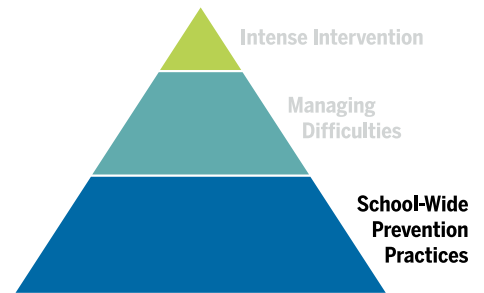 Intense Intervention
Managing
Difficulties
School-Wide
Prevention
Practices